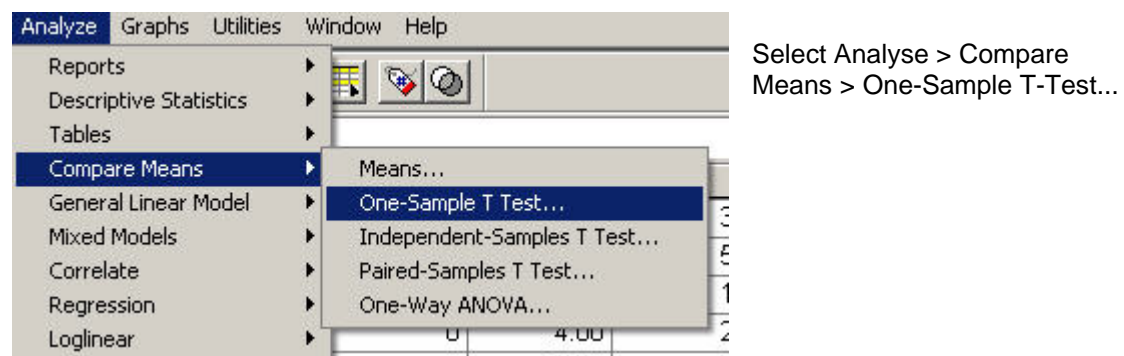 Analyze Graphs Utilities Window Help
Reports
Descriptive Statistics
Tables
Compare Means
General Linear Model
Mixed Models
Correlate
Regression
Loglinear
Means...
One-Sample T Test...
Independent-Samples T Test...
Paired-Samples T Test...
One-Way ANOVA...
0 4.00
Select Analyse > Compare
Means > One-Sample T-Test...